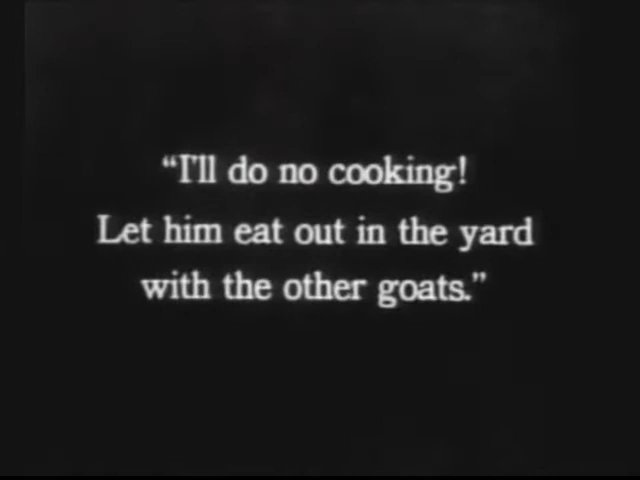 “I'll do no cooking!
Let him eat out in the yard
with the other goats.”